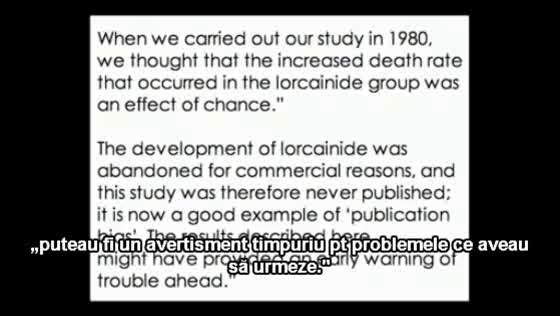 When we carried out our study in 1980,
we thought that the increased death rate
that occurred in the lorcainide group was
an effect of chance.”
The development of lorcainide was
abandoned for commercial reasons, and
this study was therefore never published;
it is now a good example of ‘publication
bias’. The results described here
might have provided an early warning of
trouble ahead.”
„puteau fi un avertisment timpuriu pt problemele ce aveau
să urmeze.”